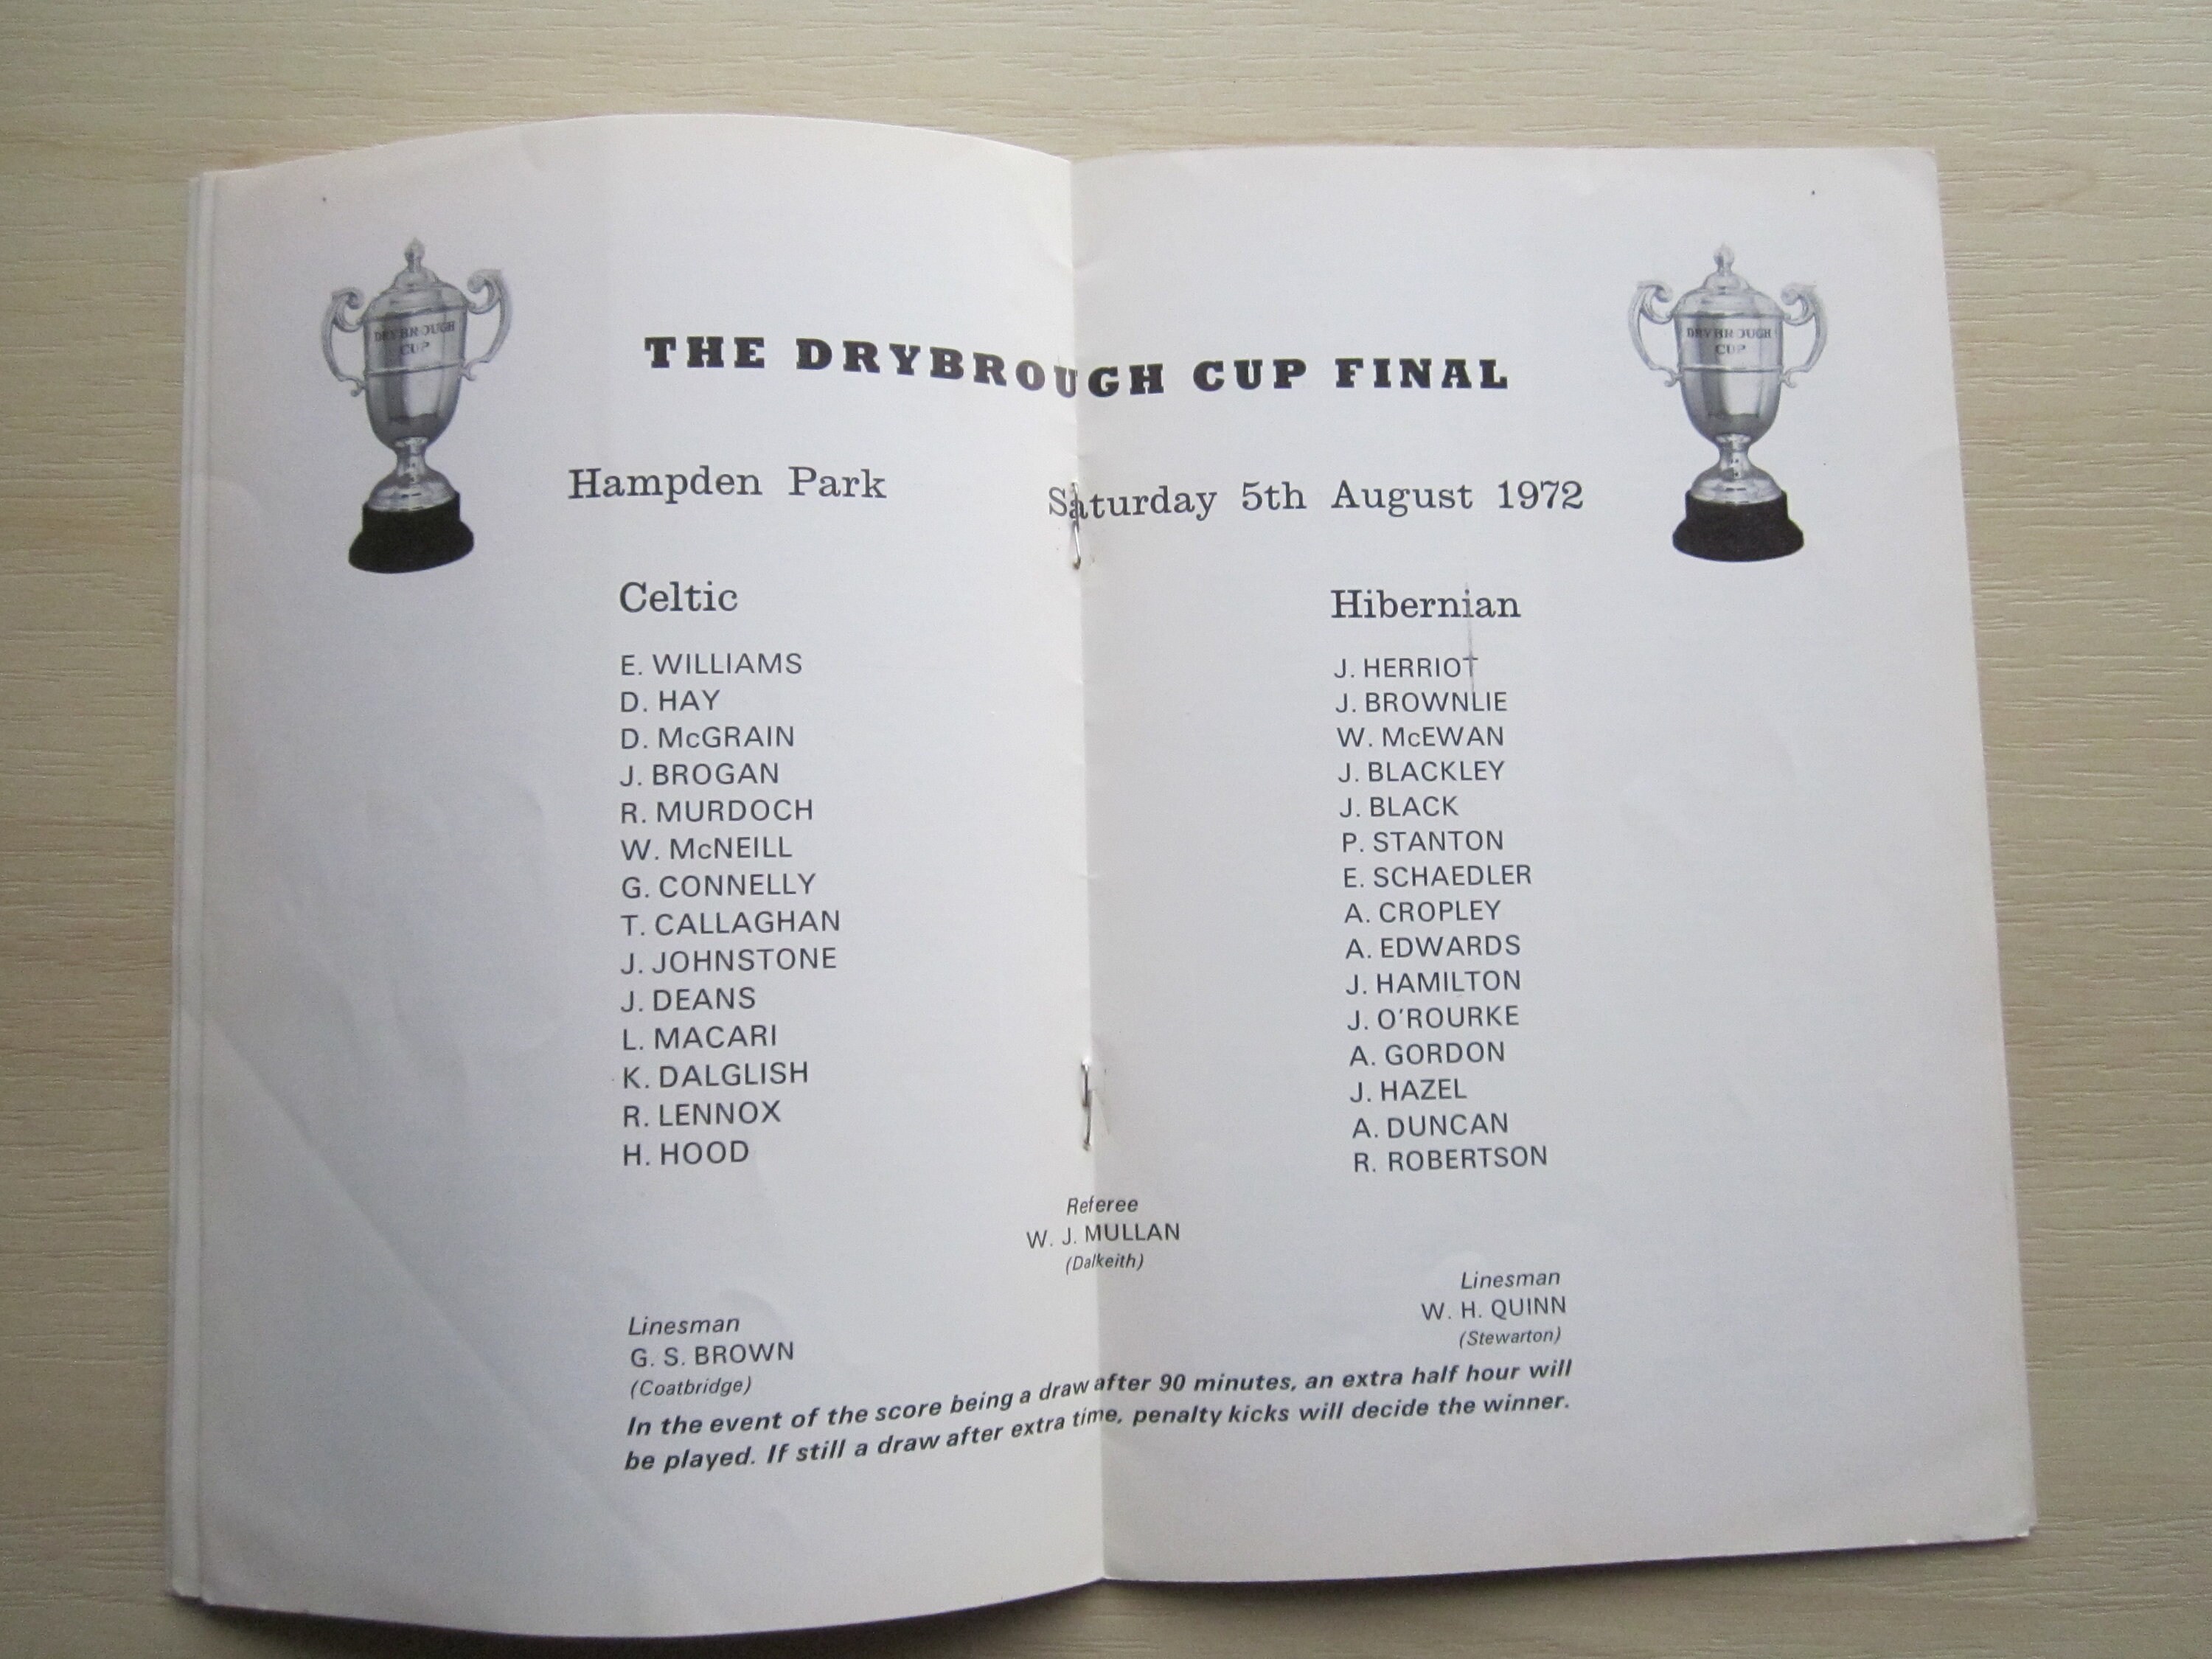 DRYBROUGH
CUP
DRYBROUGH
CUP
THE DRYBROUGH CUP FINAL
Hampden Park Saturday 5th August 1972
Celtic
E. WILLIAMS
D. HAY
D. McGRAIN
J. BROGAN
R. MURDOCH
W. McNEILL
G. CONNELLY
T. CALLAGHAN
J. JOHNSTONE
J. DEANS
L. MACARI
K. DALGLISH
R. LENNOX
H. HOOD
Hibernian
J. HERRIOT
J. BROWNLIE
W. McEWAN
J. BLACKLEY
J. BLACK
P. STANTON
E. SCHAEDLER
A. CROPLEY
A. EDWARDS
J. HAMILTON
J. O'ROURKE
A. GORDON
J. HAZEL
A. DUNCAN
R. ROBERTSON
Referee
W. J. MULLAN
(Dalkeith)
Linesman
G. S. BROWN
(Coatbridge)
Linesman
W. H. QUINN
(Stewarton)
In the event of the score being a draw after 90 minutes, an extra half hour will
be played. If still a draw after extra time, penalty kicks will decide the winner.